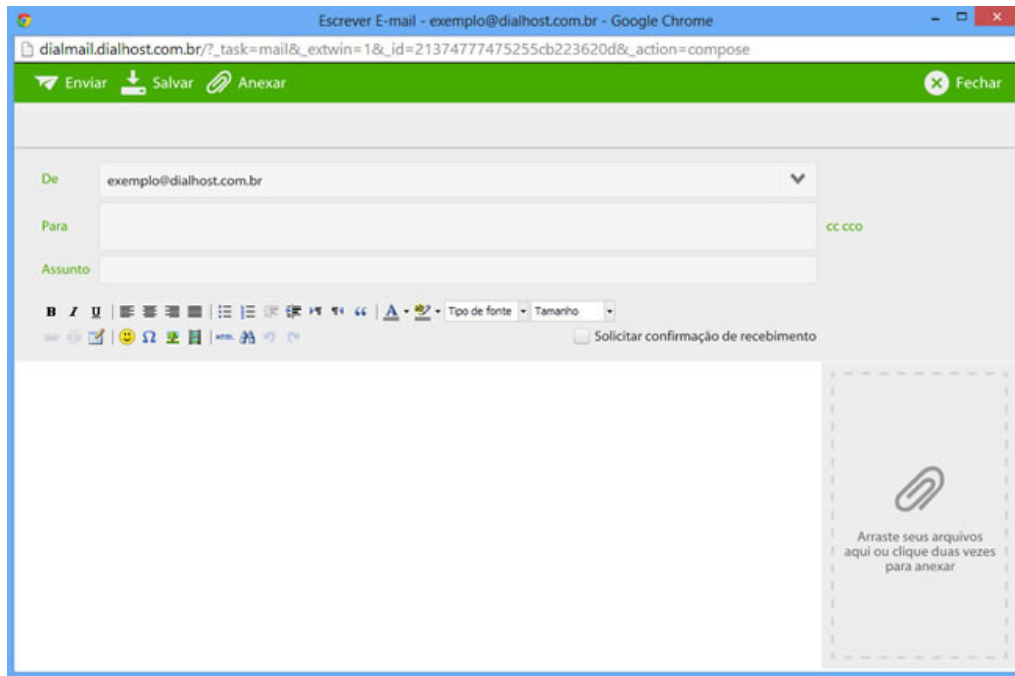 Escrever E-mail - exemplo@dialhost.com.br - Google Chrome
dialmail.dialhost.com.br/?_task=mail&_extwin=1&_id=21374777475255cb223620d&_action=compose
Enviar Salvar Anexar Fechar
De exemplo@dialhost.com.br
Para cc cco
Assunto
B I U A Tipo de fonte Tamanho
Ω HTML Solicitar confirmação de recebimento
Arraste seus arquivos
aqui ou clique duas vezes
para anexar